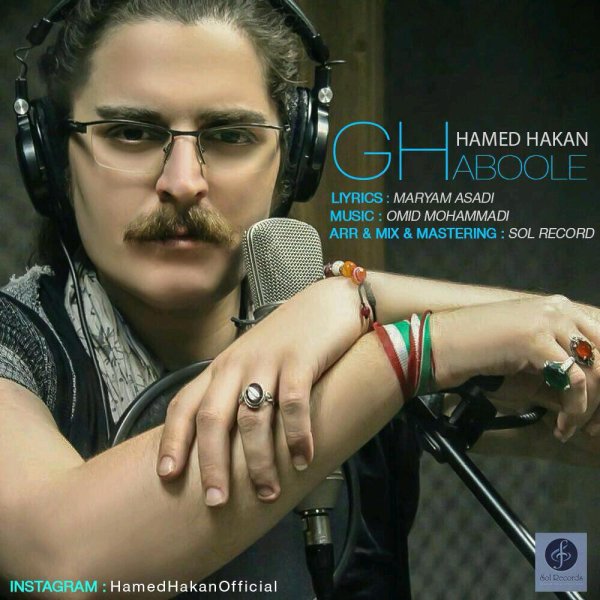 HAMED HAKAN
GHABOOLE
LIYRICS : MARYAM ASADI
MUSIC : OMID MOHAMMADI
ARR & MIX & MASTERING : SOL RECORD
Sol Records
INSTAGRAM : HamedHakanOfficial